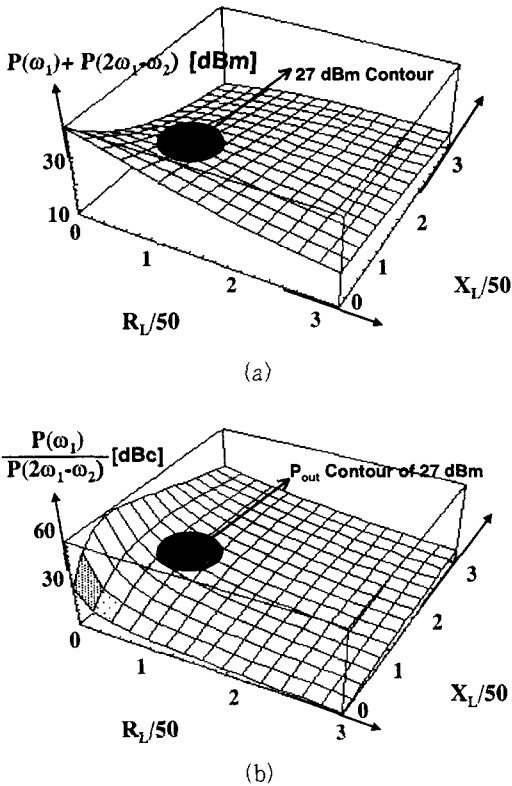 P(ω₁)+ P(2ω₁-ω₂) [dBm]
27 dBm Contour
30
10
0
1
2
3
0
1
2
3
R_L/50
X_L/50
(a)
P(ω₁)
P(2ω₁-ω₂) [dBc]
P_out Contour of 27 dBm
60
30
0
1
2
3
0
1
2
3
R_L/50
X_L/50
(b)